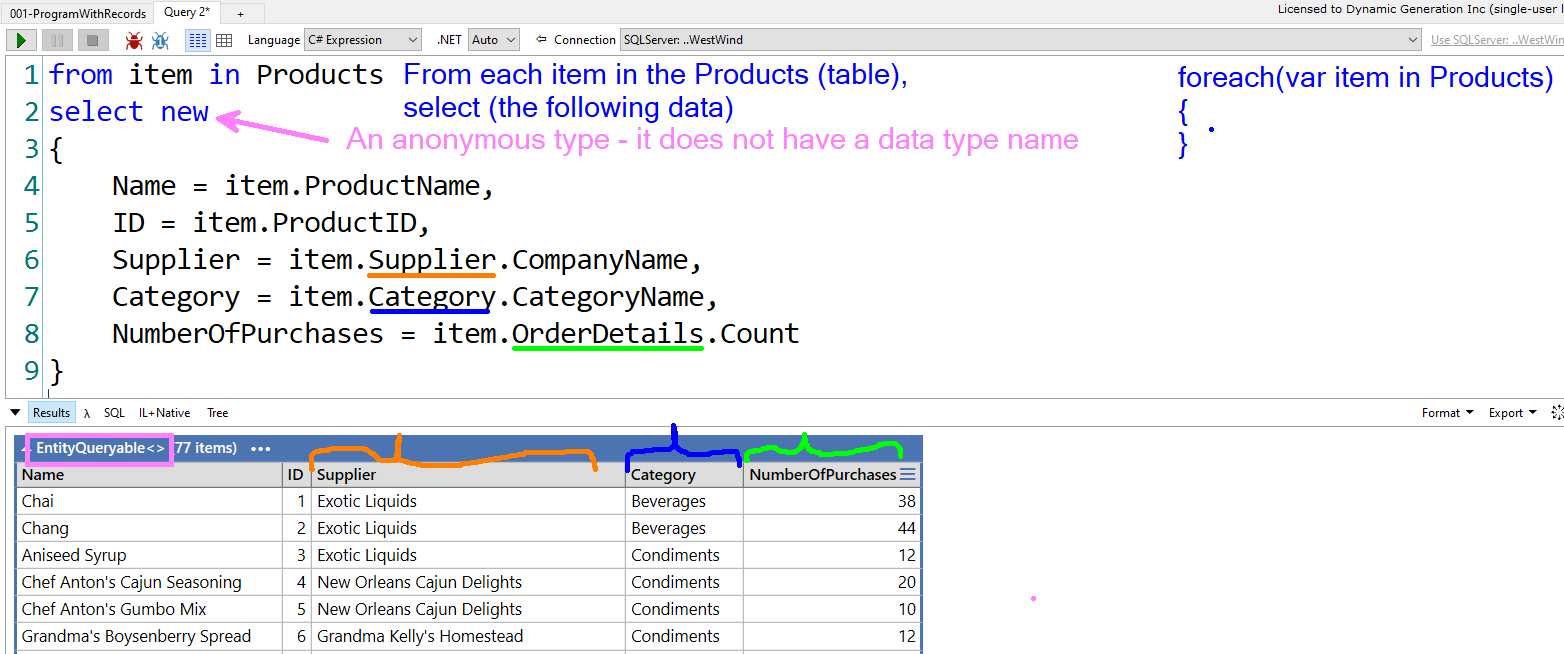 Licensed to Dynamic Generation Inc (single-user l
001-ProgramWithRecords Query 2* +
Language C# Expression .NET Auto Connection SQLServer: ..WestWind Use SQLServer: ..WestWin
1 from item in Products From each item in the Products (table), foreach(var item in Products)
2 select new select (the following data) {
An anonymous type - it does not have a data type name }
3 {
4 Name = item.ProductName,
5 ID = item.ProductID,
6 Supplier = item.Supplier.CompanyName,
7 Category = item.Category.CategoryName,
8 NumberOfPurchases = item.OrderDetails.Count
9 }
Results λ SQL IL+Native Tree Format Export
EntityQueryable<> 77 items) •••
Name ID Supplier Category NumberOfPurchases
Chai 1 Exotic Liquids Beverages 38
Chang 2 Exotic Liquids Beverages 44
Aniseed Syrup 3 Exotic Liquids Condiments 12
Chef Anton's Cajun Seasoning 4 New Orleans Cajun Delights Condiments 20
Chef Anton's Gumbo Mix 5 New Orleans Cajun Delights Condiments 10
Grandma's Boysenberry Spread 6 Grandma Kelly's Homestead Condiments 12